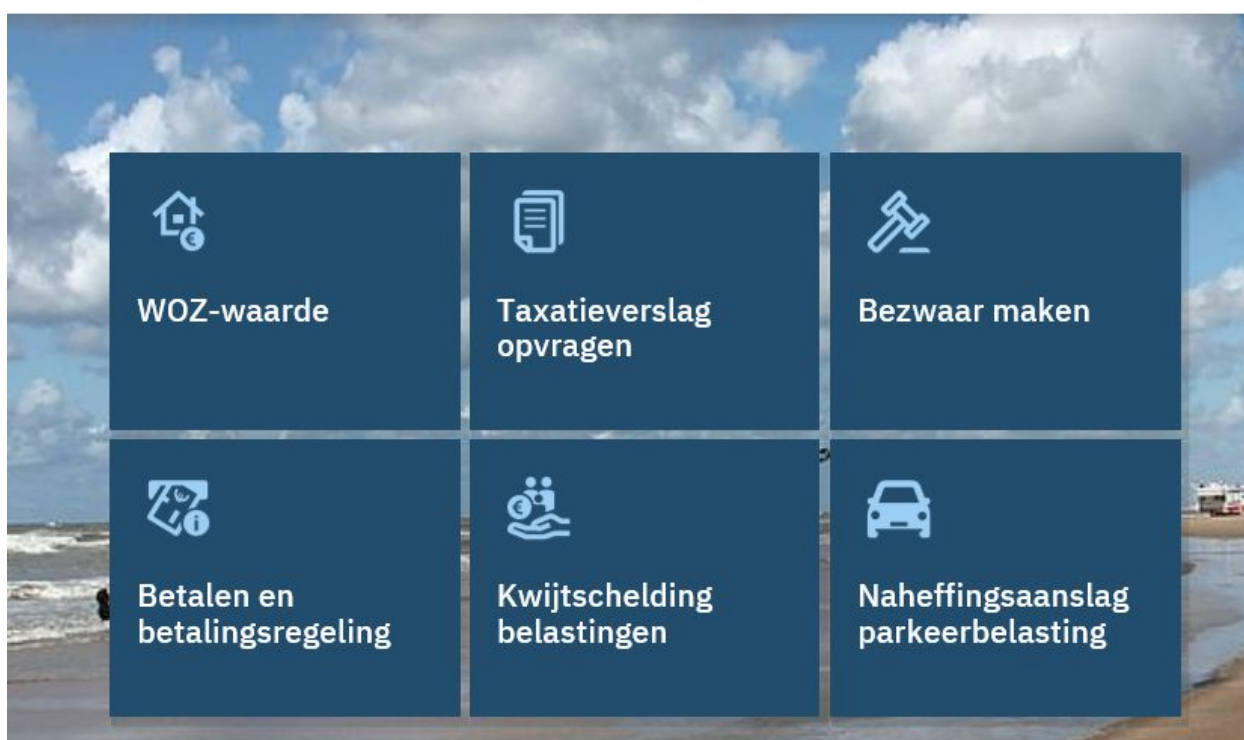 WOZ-waarde
Taxatieverslag
opvragen
Bezwaar maken
Betalen en
betalingsregeling
Kwijtschelding
belastingen
Naheffingsaanslag
parkeerbelasting